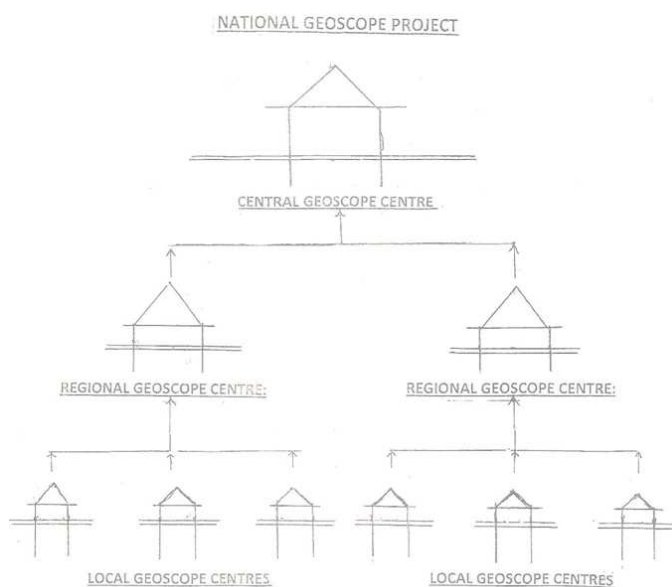 NATIONAL GEOSCOPE PROJECT
CENTRAL GEOSCOPE CENTRE
REGIONAL GEOSCOPE CENTRE: REGIONAL GEOSCOPE CENTRE:
LOCAL GEOSCOPE CENTRES LOCAL GEOSCOPE CENTRES